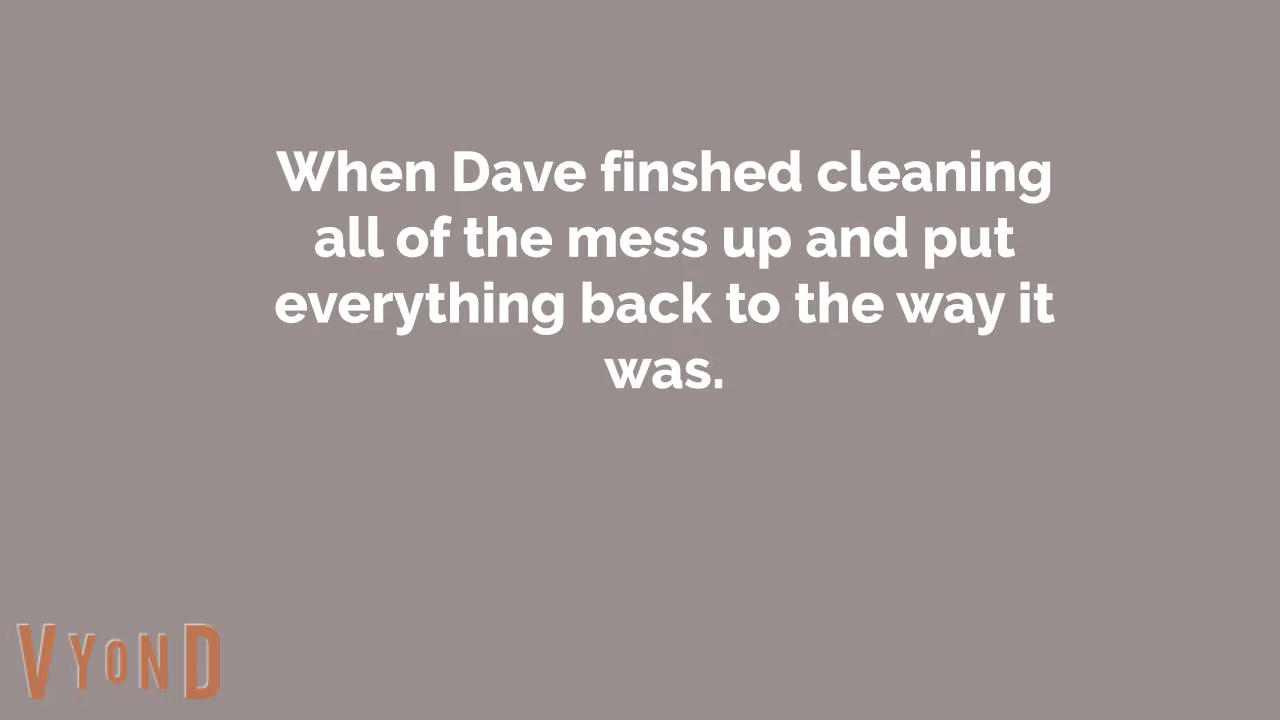 When Dave finshed cleaning
all of the mess up and put
everything back to the way it
was.
VYOND